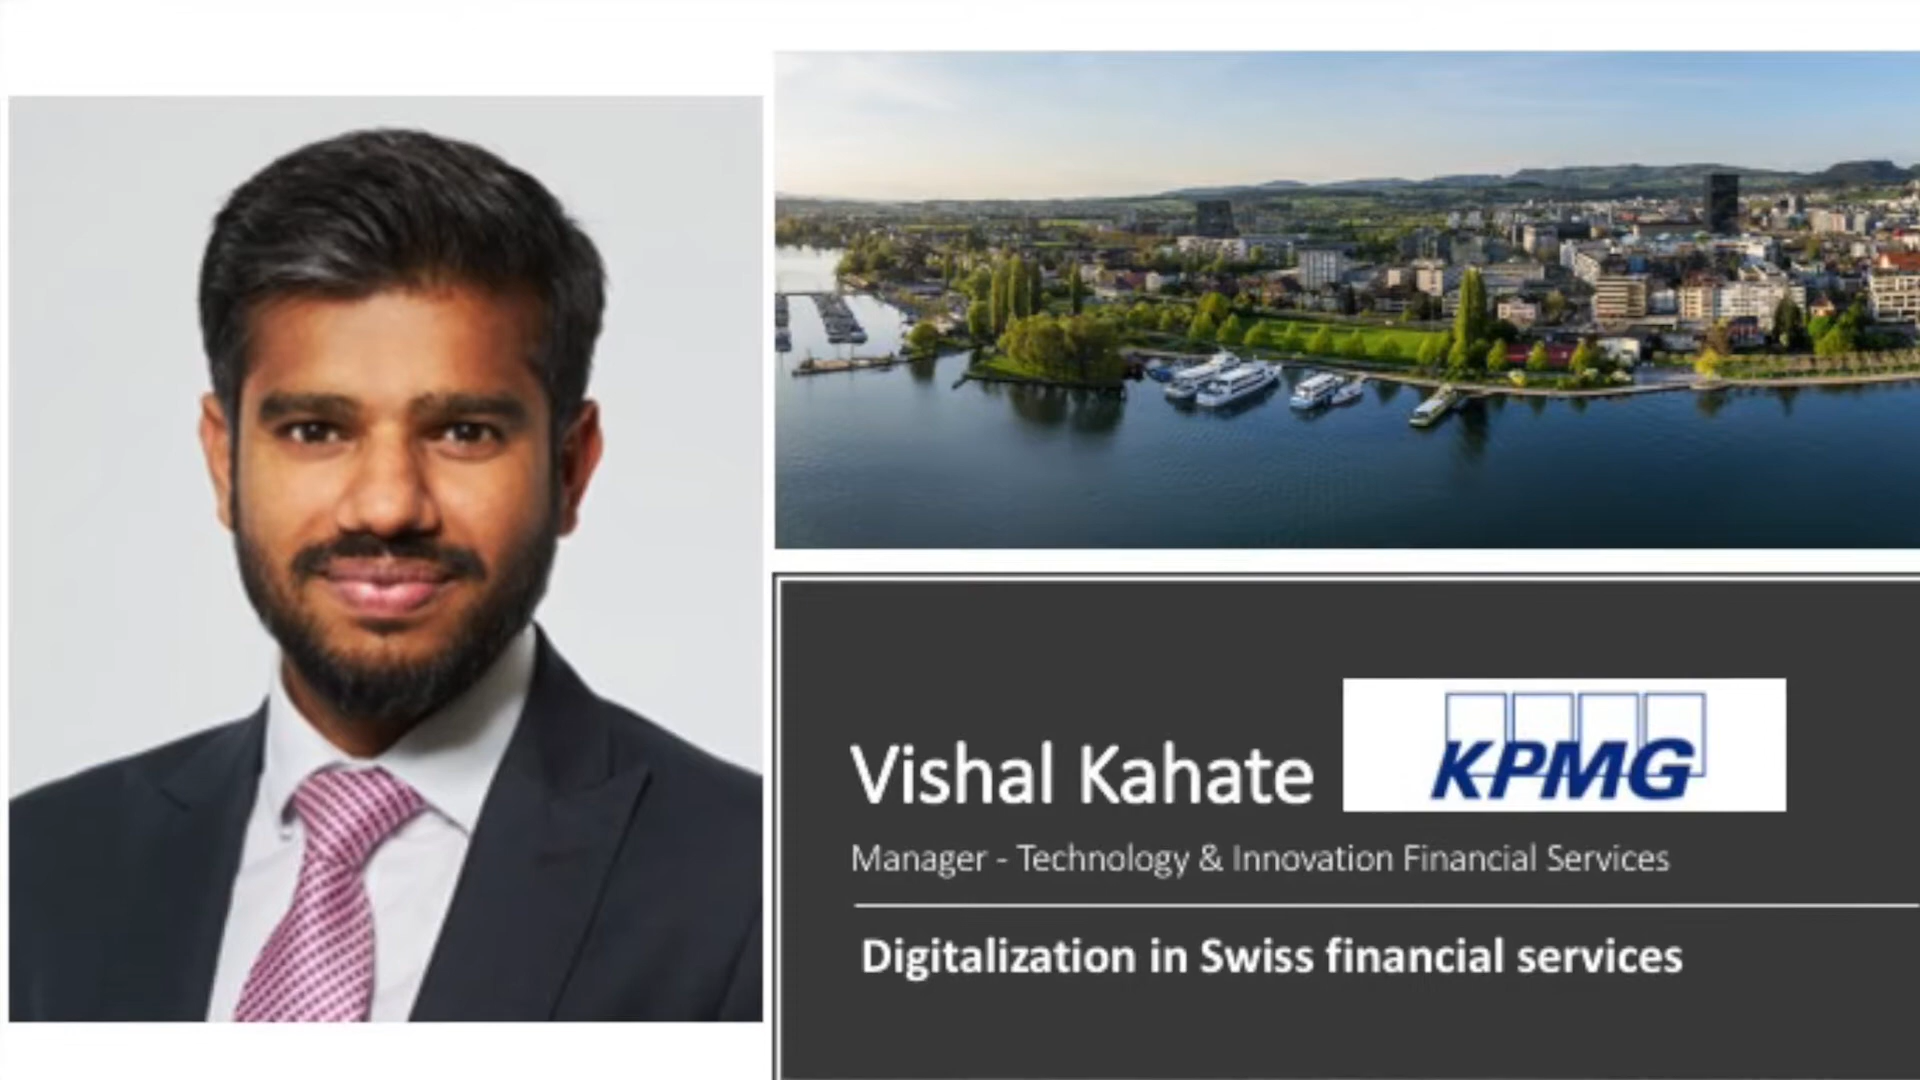 Vishal Kahate
KPMG
Manager - Technology & Innovation Financial Services
Digitalization in Swiss financial services